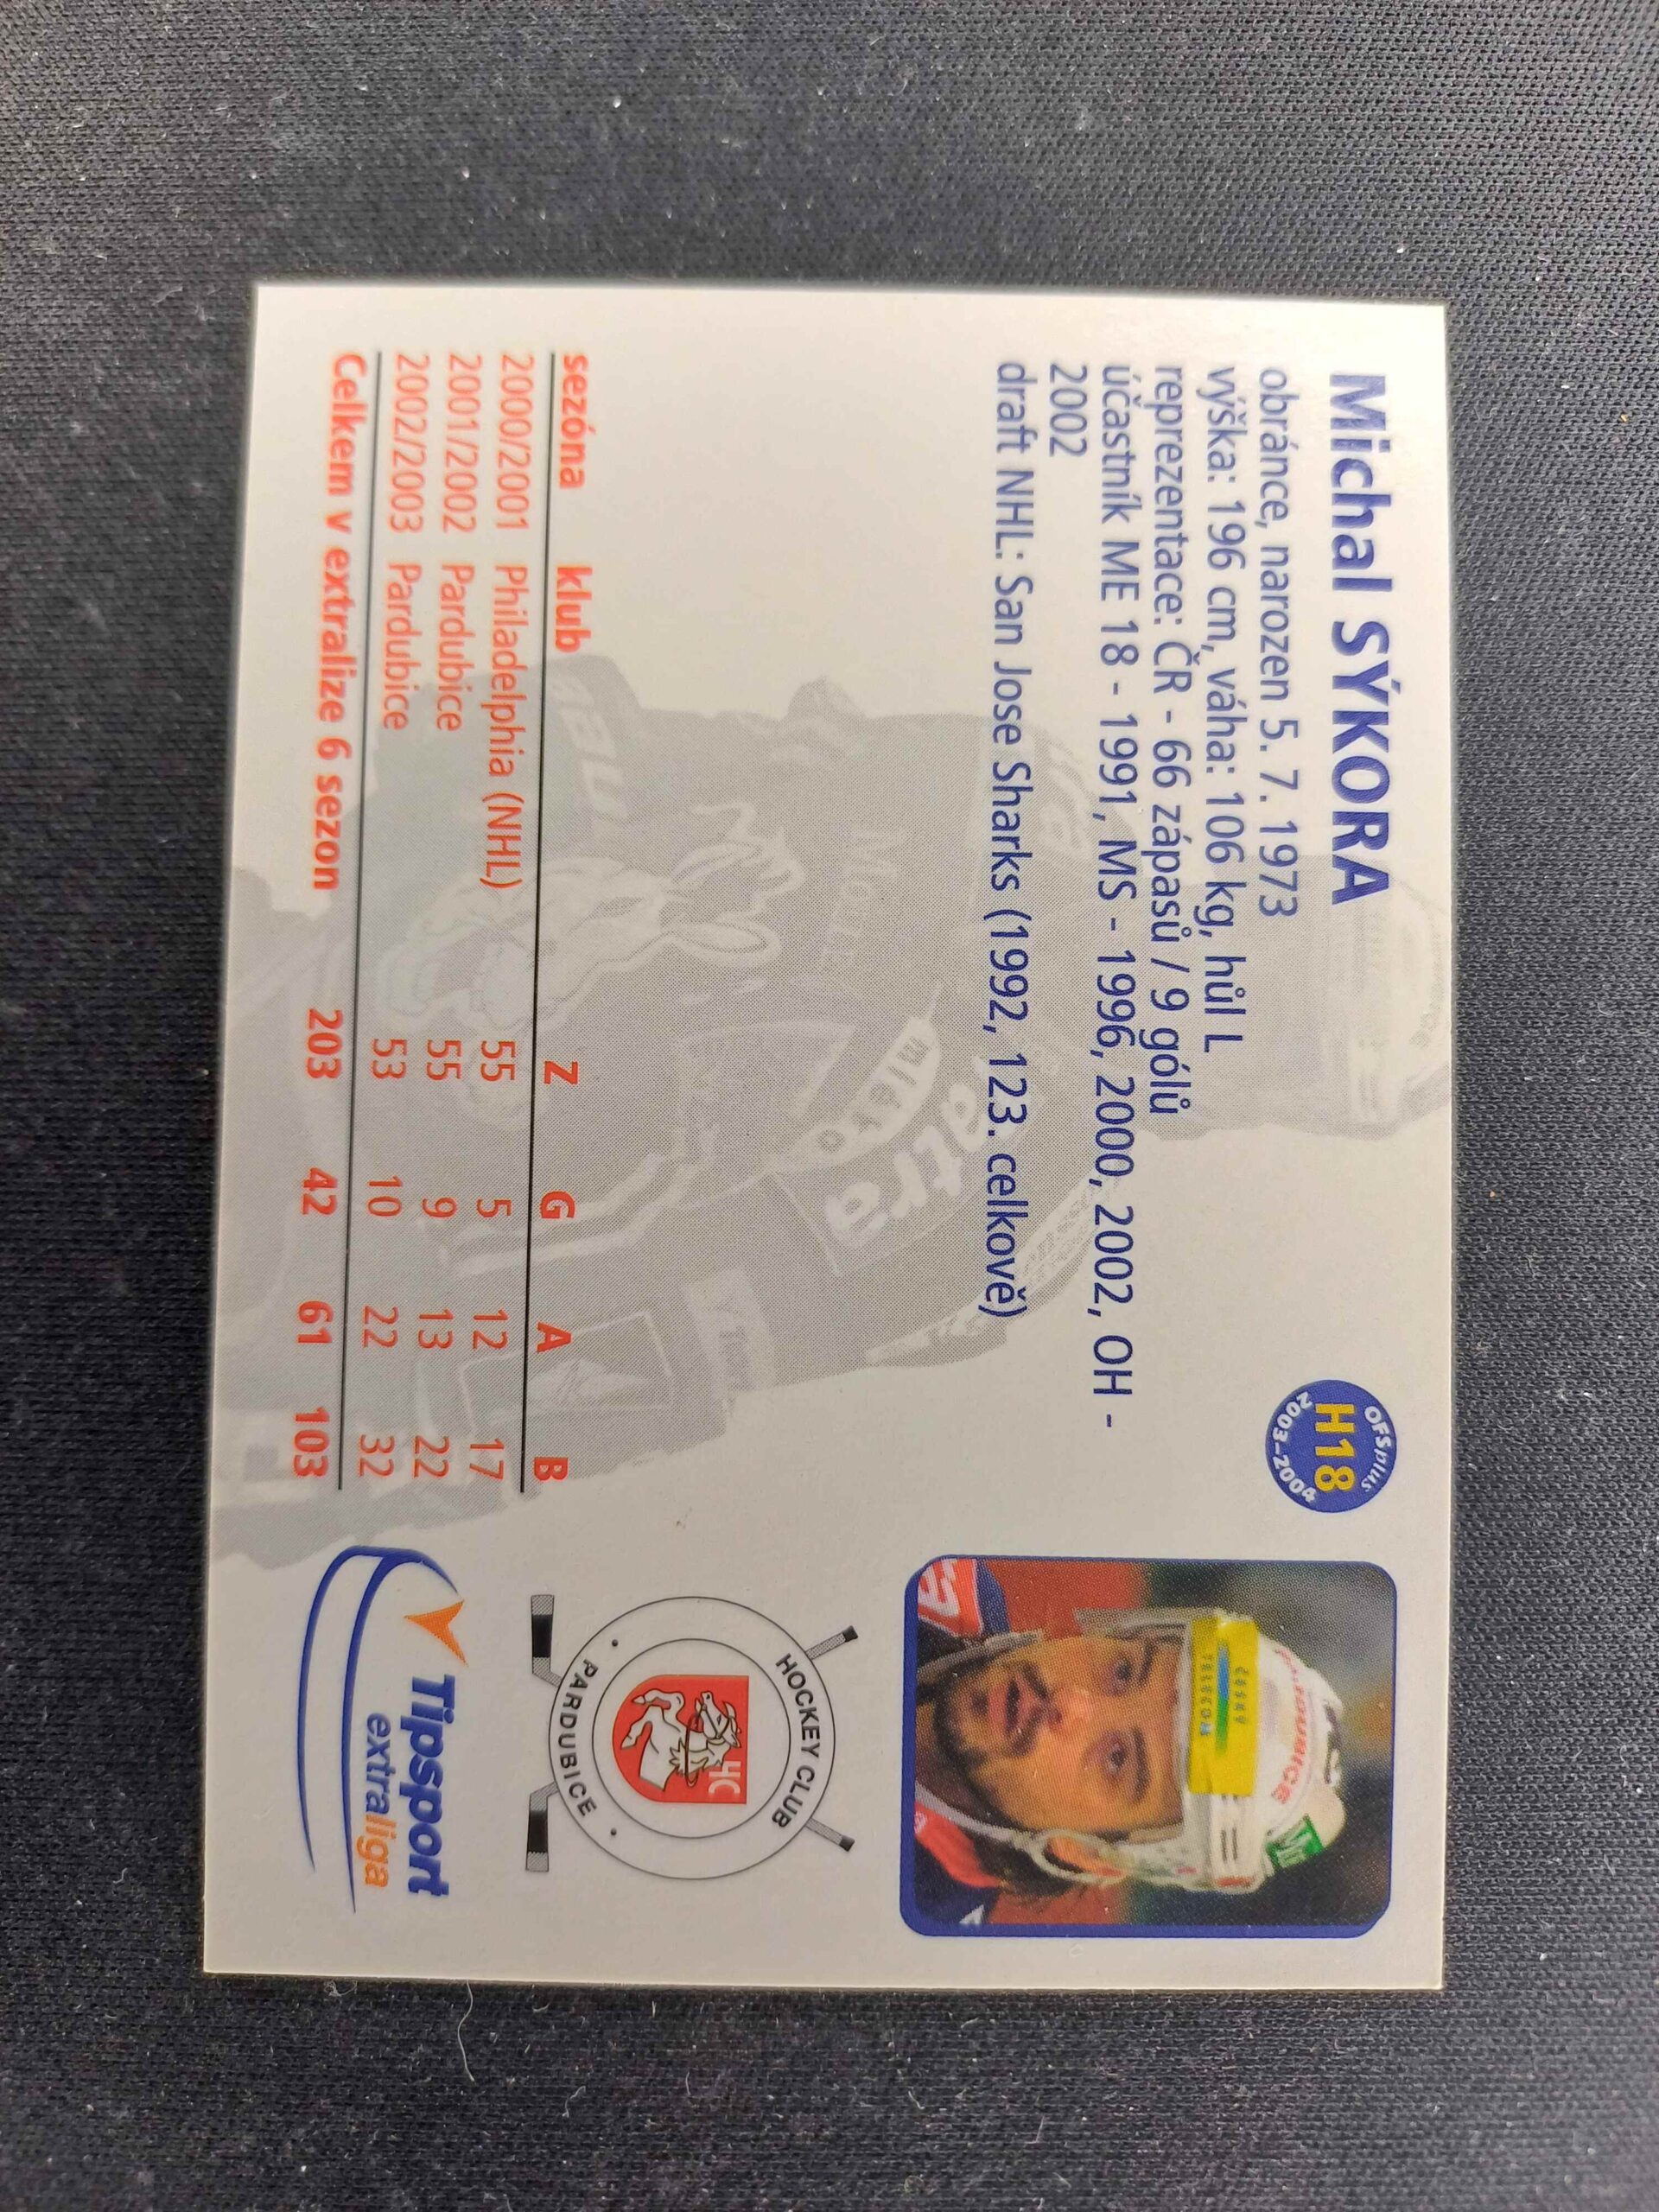 Michal SÝKORA
obránce, narozen 5. 7. 1973
výška: 196 cm, váha: 106 kg, hůl L
reprezentace: ČR - 66 zápasů / 9 gólů
účastník ME 18 - 1991, MS - 1996, 2000, 2002, OH -
2002
draft NHL: San Jose Sharks (1992, 123. celkově)
OFSplus
H18
2003-2004
ČESKÝ
TELECOM
sezóna klub Z G A B
2000/2001 Philadelphia (NHL) 55 5 12 17
2001/2002 Pardubice 55 9 13 22
2002/2003 Pardubice 53 10 22 32
Celkem v extralize 6 sezon 203 42 61 103
HOCKEY CLUB
HC
• PARDUBICE •
Tipsport
extraliga